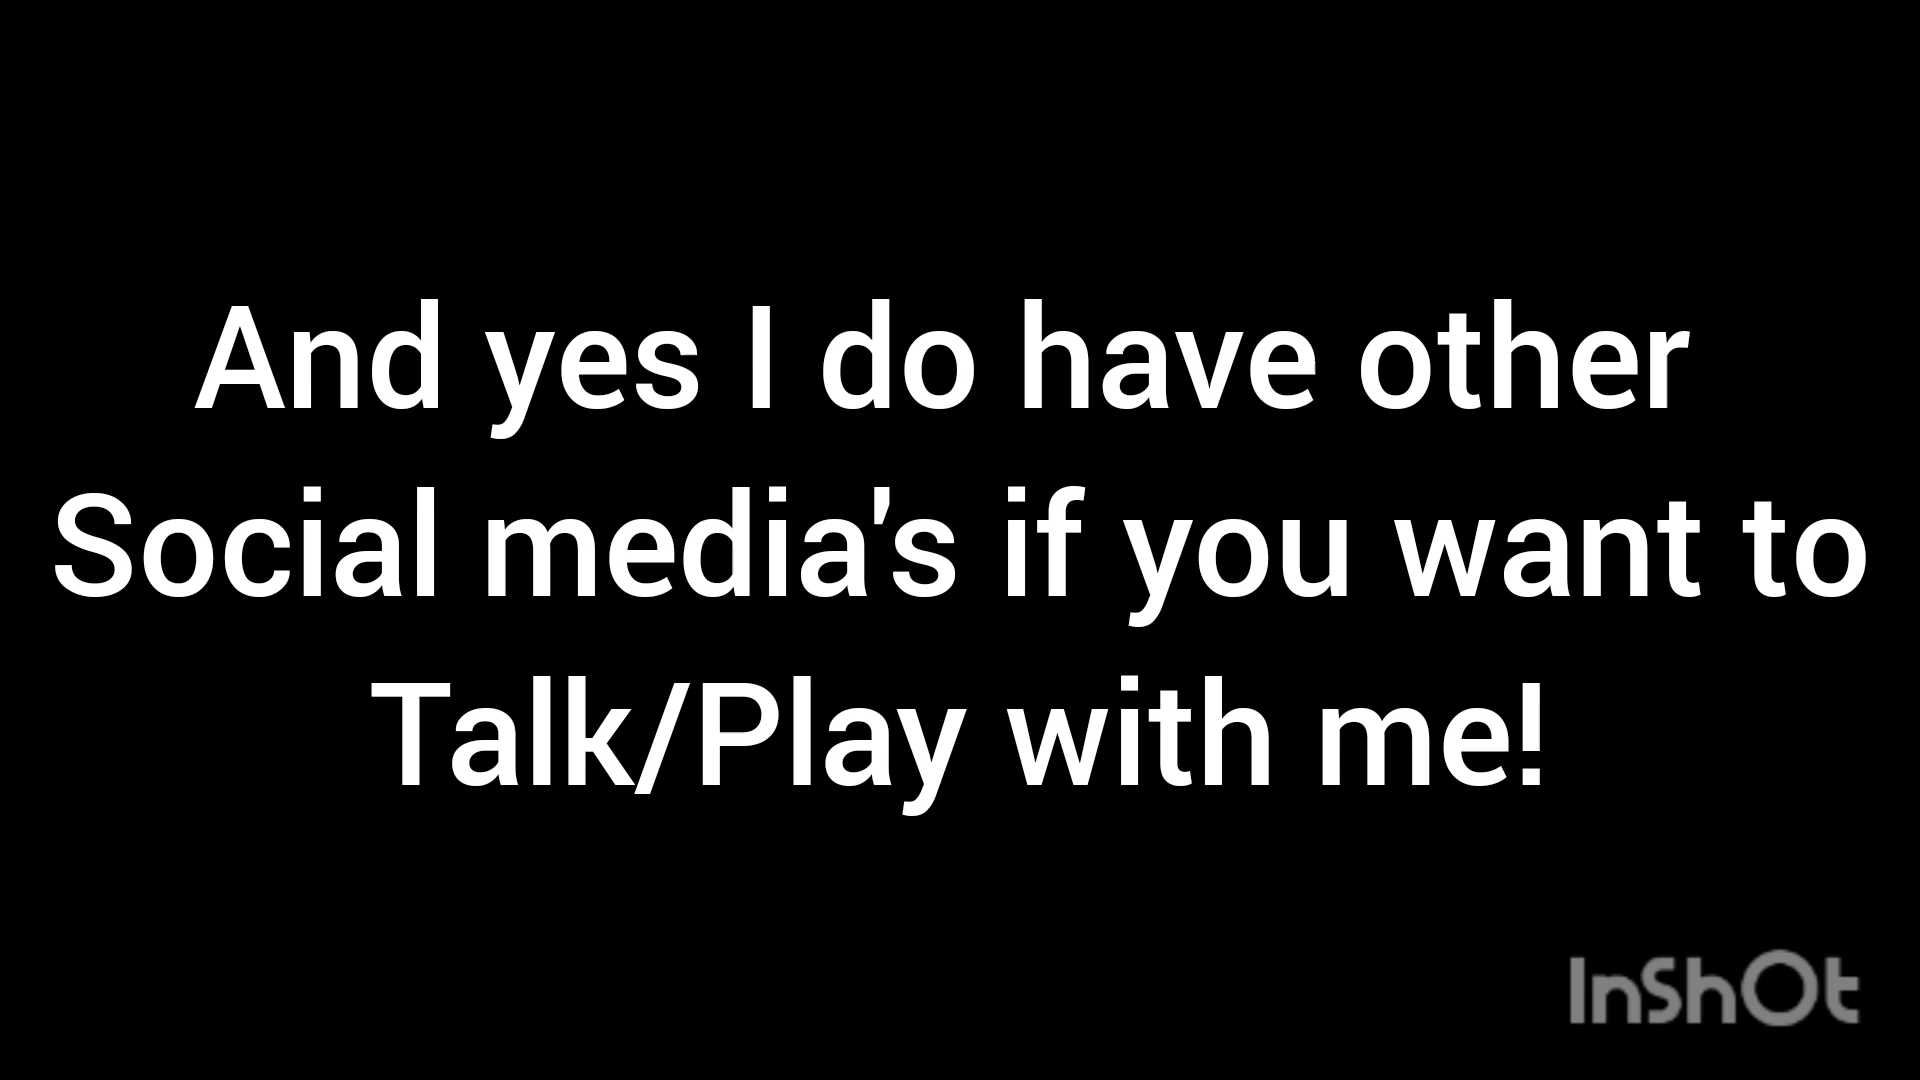 And yes I do have other
Social media's if you want to
Talk/Play with me!
InShOt